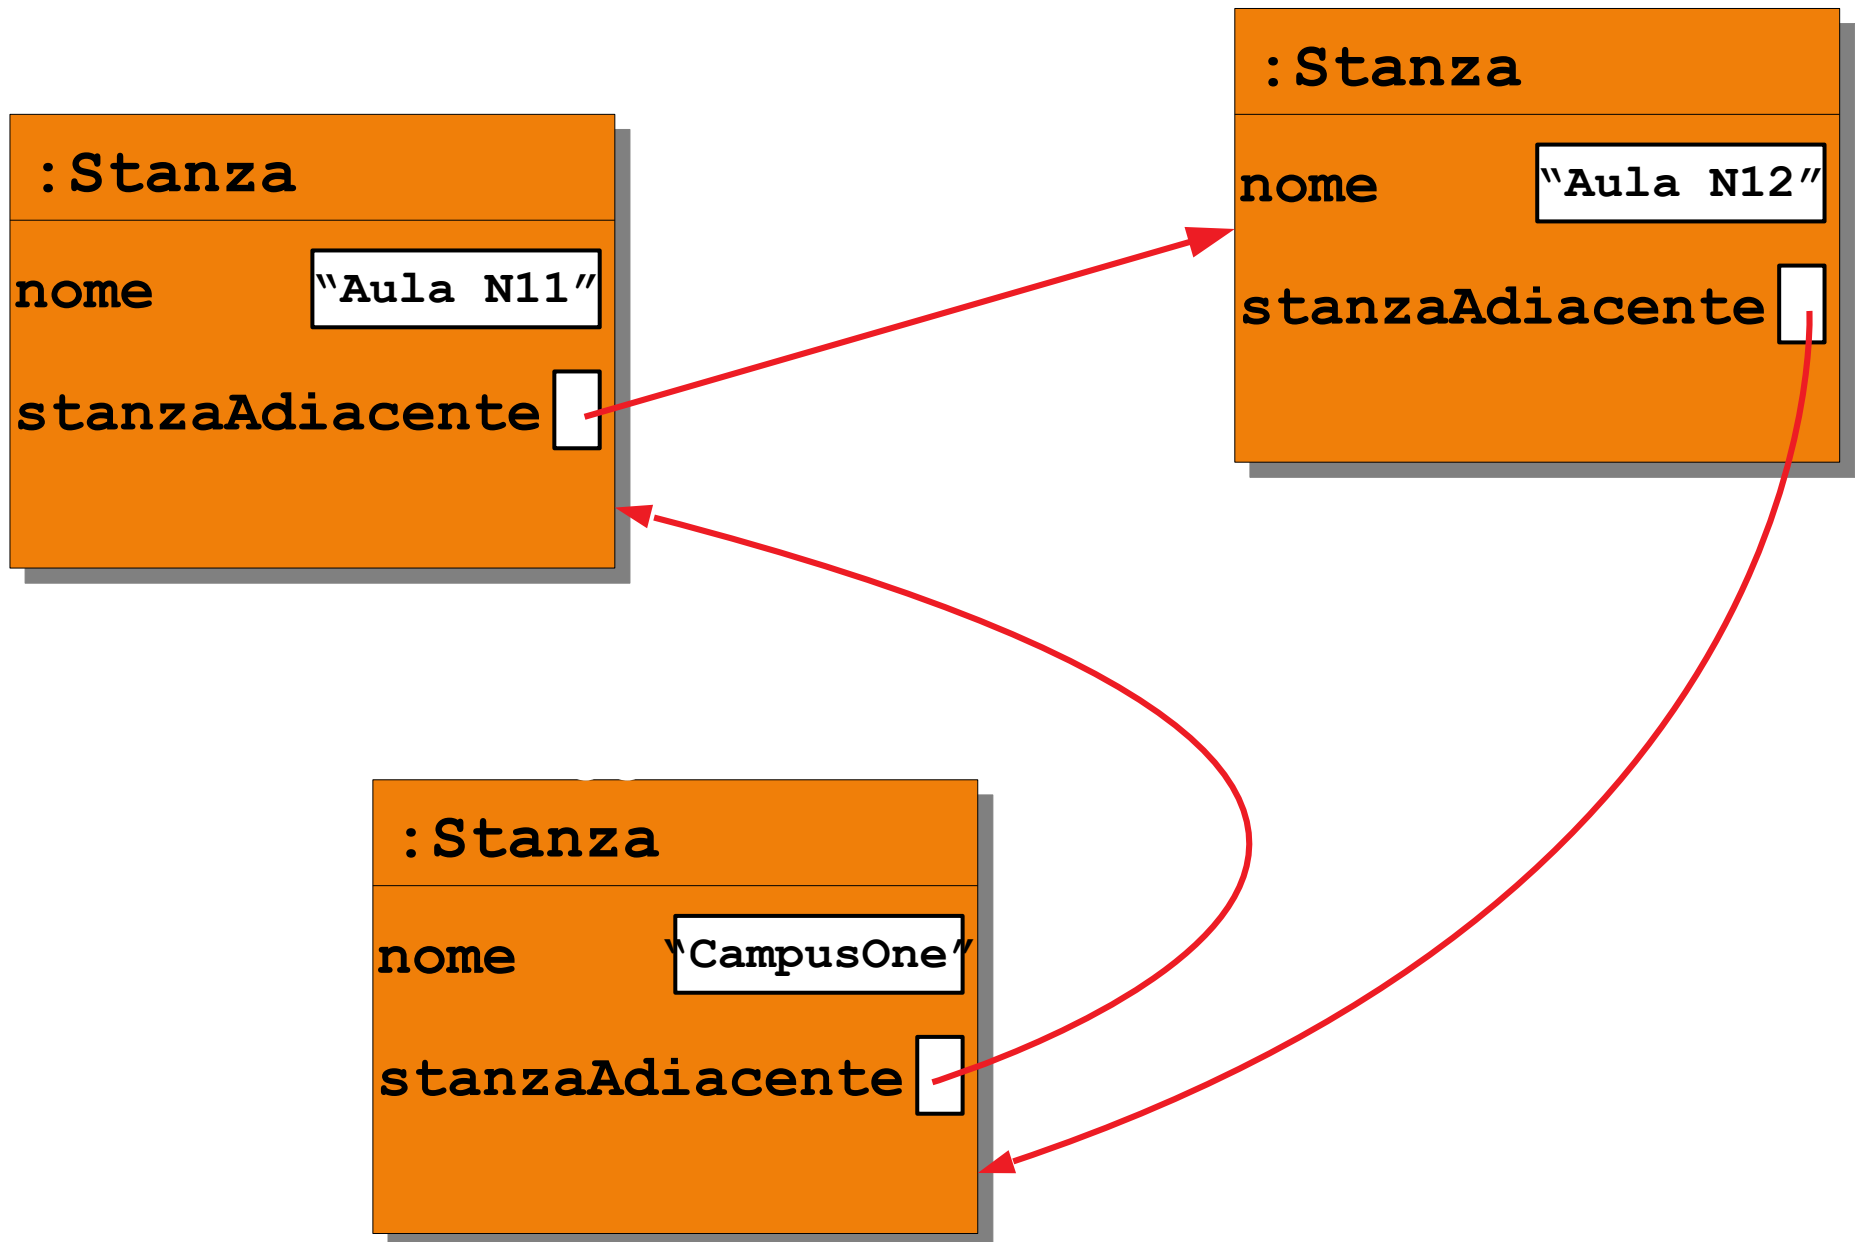 :Stanza
nome “Aula N11”
stanzaAdiacente
:Stanza
nome “Aula N12”
stanzaAdiacente
:Stanza
nome “CampusOne”
stanzaAdiacente